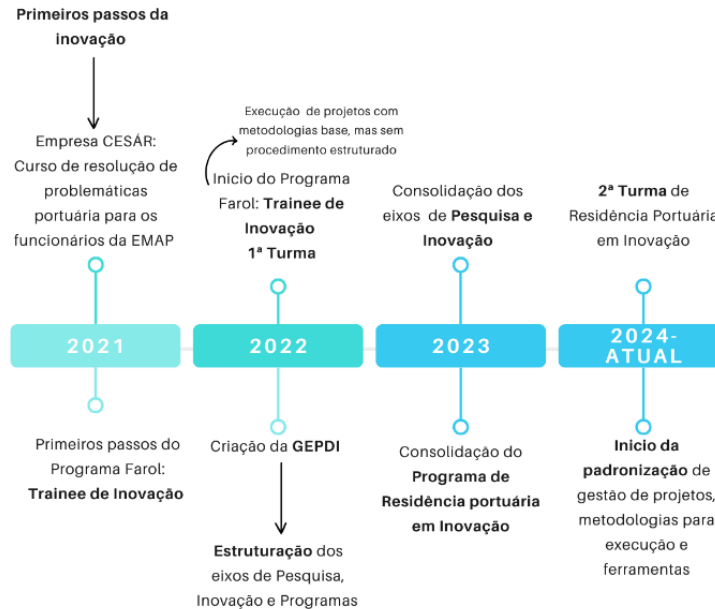 Primeiros passos da
inovação
Empresa CESÁR:
Curso de resolução de
problemáticas
portuária para os
funcionários da EMAP
Execução de projetos com
metodologias base, mas sem
procedimento estruturado
Inicio do Programa
Farol: Trainee de
Inovação
1ª Turma
Consolidação dos
eixos de Pesquisa e
Inovação
2ª Turma de
Residência Portuária
em Inovação
2021
2022
2023
2024-
ATUAL
Primeiros passos do
Programa Farol:
Trainee de Inovação
Criação da GEPDI
Estruturação dos
eixos de Pesquisa,
Inovação e Programas
Consolidação do
Programa de
Residência portuária
em Inovação
Inicio da
padronização de
gestão de projetos,
metodologias para
execução e
ferramentas